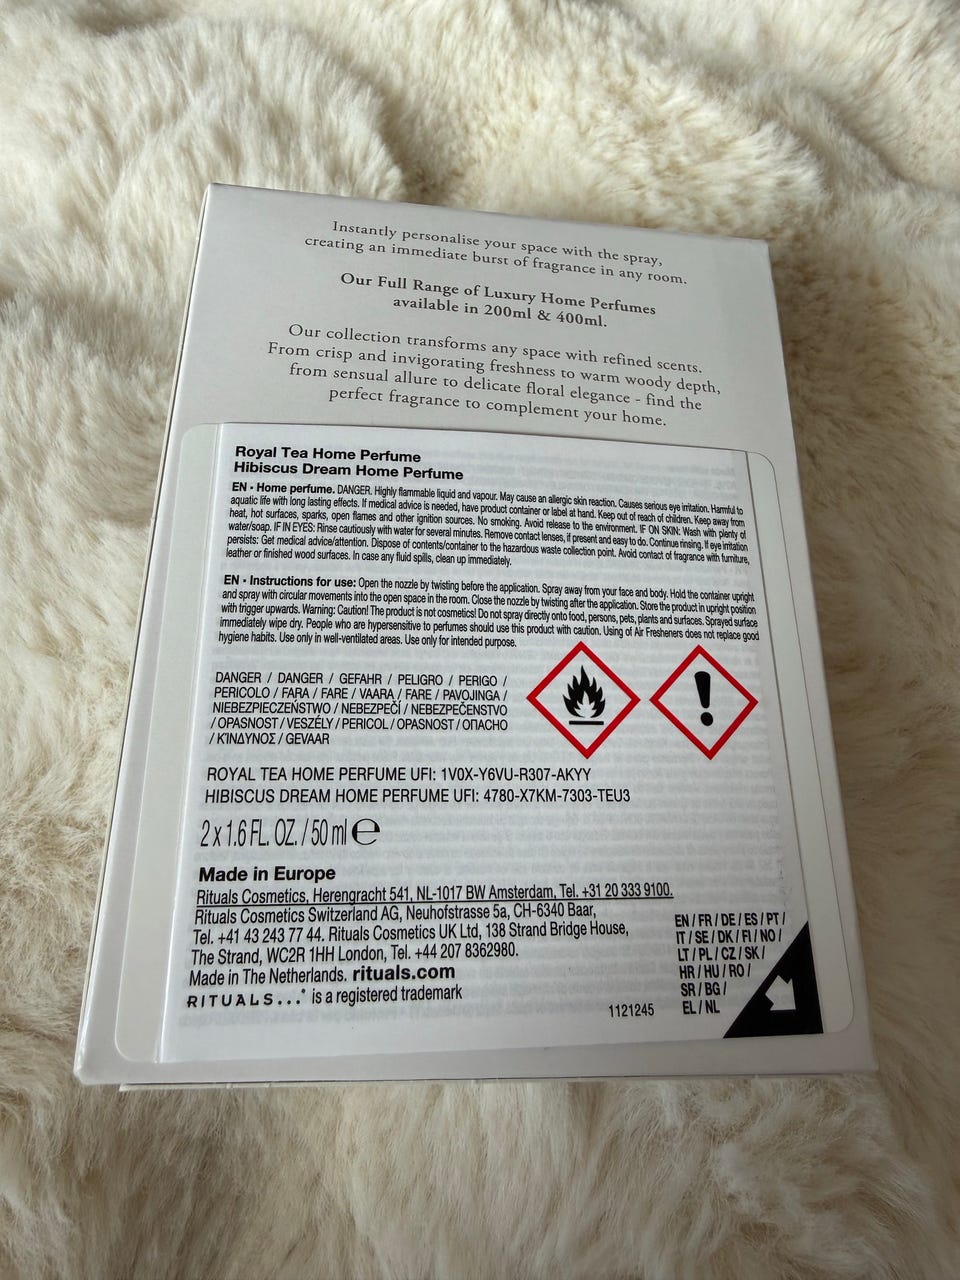 Instantly personalise your space with the spray,
creating an immediate burst of fragrance in any room.
Our Full Range of Luxury Home Perfumes
available in 200ml & 400ml.
Our collection transforms any space with refined scents.
From crisp and invigorating freshness to warm woody depth,
from sensual allure to delicate floral elegance - find the
perfect fragrance to complement your home.
Royal Tea Home Perfume
Hibiscus Dream Home Perfume
EN • Home perfume. DANGER. Highly flammable liquid and vapour. May cause an allergic skin reaction. Causes serious eye irritation. Harmful to
aquatic life with long lasting effects. If medical advice is needed, have product container or label at hand. Keep out of reach of children. Keep away from
heat, hot surfaces, sparks, open flames and other ignition sources. No smoking. Avoid release to the environment. IF ON SKIN: Wash with plenty of
water/soap. IF IN EYES: Rinse cautiously with water for several minutes. Remove contact lenses, if present and easy to do. Continue rinsing. If eye irritation
persists: Get medical advice/attention. Dispose of contents/container to the hazardous waste collection point. Avoid contact of fragrance with furniture,
leather or finished wood surfaces. In case any fluid spills, clean up immediately.
EN • Instructions for use: Open the nozzle by twisting before the application. Spray away from your face and body. Hold the container upright
and spray with circular movements into the open space in the room. Close the nozzle by twisting after the application. Store the product in upright position
with trigger upwards. Warning: Caution! The product is not cosmetics! Do not spray directly onto food, persons, pets, plants and surfaces. Sprayed surface
immediately wipe dry. People who are hypersensitive to perfumes should use this product with caution. Using of Air Fresheners does not replace good
hygiene habits. Use only in well-ventilated areas. Use only for intended purpose.
DANGER / DANGER / GEFAHR / PELIGRO / PERIGO /
PERICOLO / FARA / FARE / VAARA / FARE / PAVOJINGA /
NIEBEZPIECZEŃSTWO / NEBEZPEČÍ / NEBEZPEČENSTVO
/ OPASNOST / VESZÉLY / PERICOL / OPASNOST / ОПАСНО
/ ΚΊΝΔΥΝΟΣ / GEVAAR
ROYAL TEA HOME PERFUME UFI: 1V0X-Y6VU-R307-AKYY
HIBISCUS DREAM HOME PERFUME UFI: 4780-X7KM-7303-TEU3
2 x 1.6 FL. OZ. / 50 ml ℮
Made in Europe
Rituals Cosmetics, Herengracht 541, NL-1017 BW Amsterdam, Tel. +31 20 333 9100.
Rituals Cosmetics Switzerland AG, Neuhofstrasse 5a, CH-6340 Baar,
Tel. +41 43 243 77 44. Rituals Cosmetics UK Ltd, 138 Strand Bridge House,
The Strand, WC2R 1HH London, Tel. +44 207 8362980.
Made in The Netherlands. rituals.com
RITUALS...® is a registered trademark
1121245
EN / FR / DE / ES / PT /
IT / SE / DK / FI / NO /
LT / PL / CZ / SK /
HR / HU / RO /
SR / BG /
EL / NL